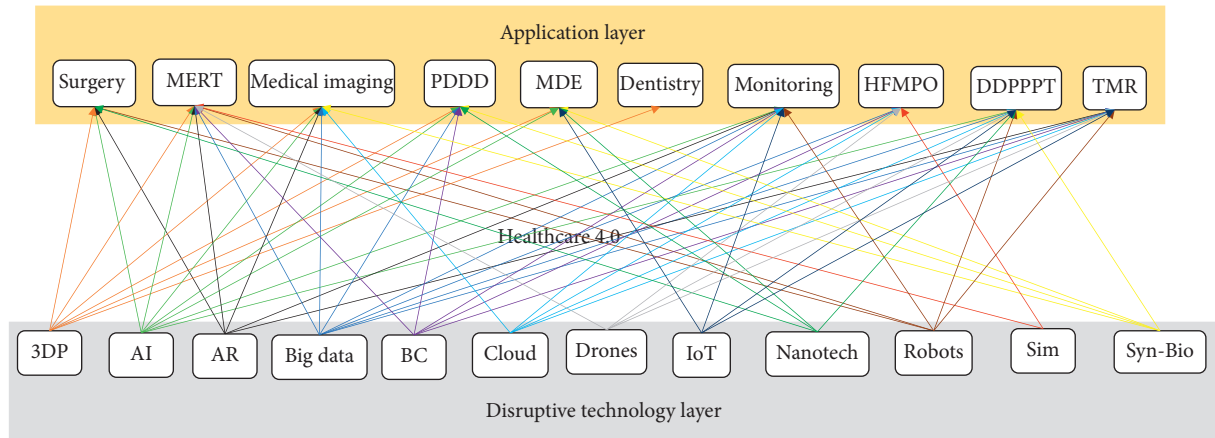 Application layer
Surgery
MERT
Medical imaging
PDDD
MDE
Dentistry
Monitoring
HFMPO
DDPPPT
TMR
Healthcare 4.0
3DP
AI
AR
Big data
BC
Cloud
Drones
IoT
Nanotech
Robots
Sim
Syn-Bio
Disruptive technology layer